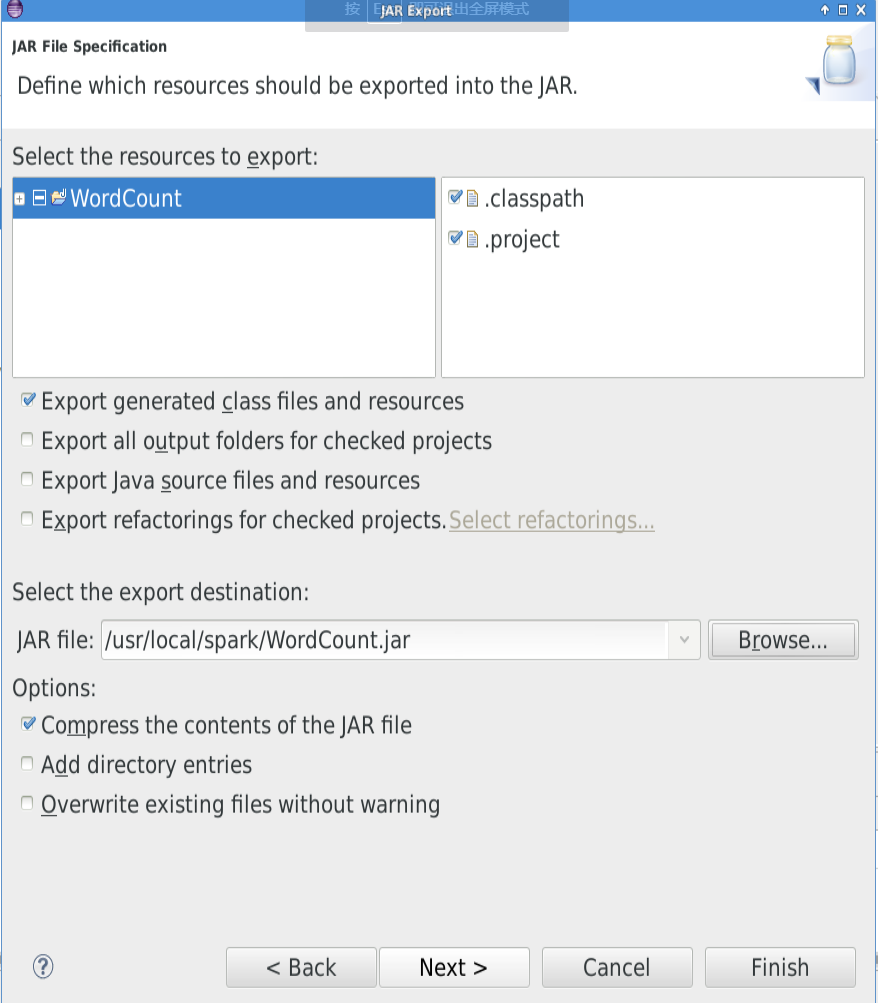 按 Esc 即可退出全屏模式
JAR Export
JAR File Specification
Define which resources should be exported into the JAR.
Select the resources to export:
WordCount
.classpath
.project
Export generated class files and resources
Export all output folders for checked projects
Export Java source files and resources
Export refactorings for checked projects. Select refactorings...
Select the export destination:
JAR file: /usr/local/spark/WordCount.jar Browse...
Options:
Compress the contents of the JAR file
Add directory entries
Overwrite existing files without warning
? < Back Next > Cancel Finish